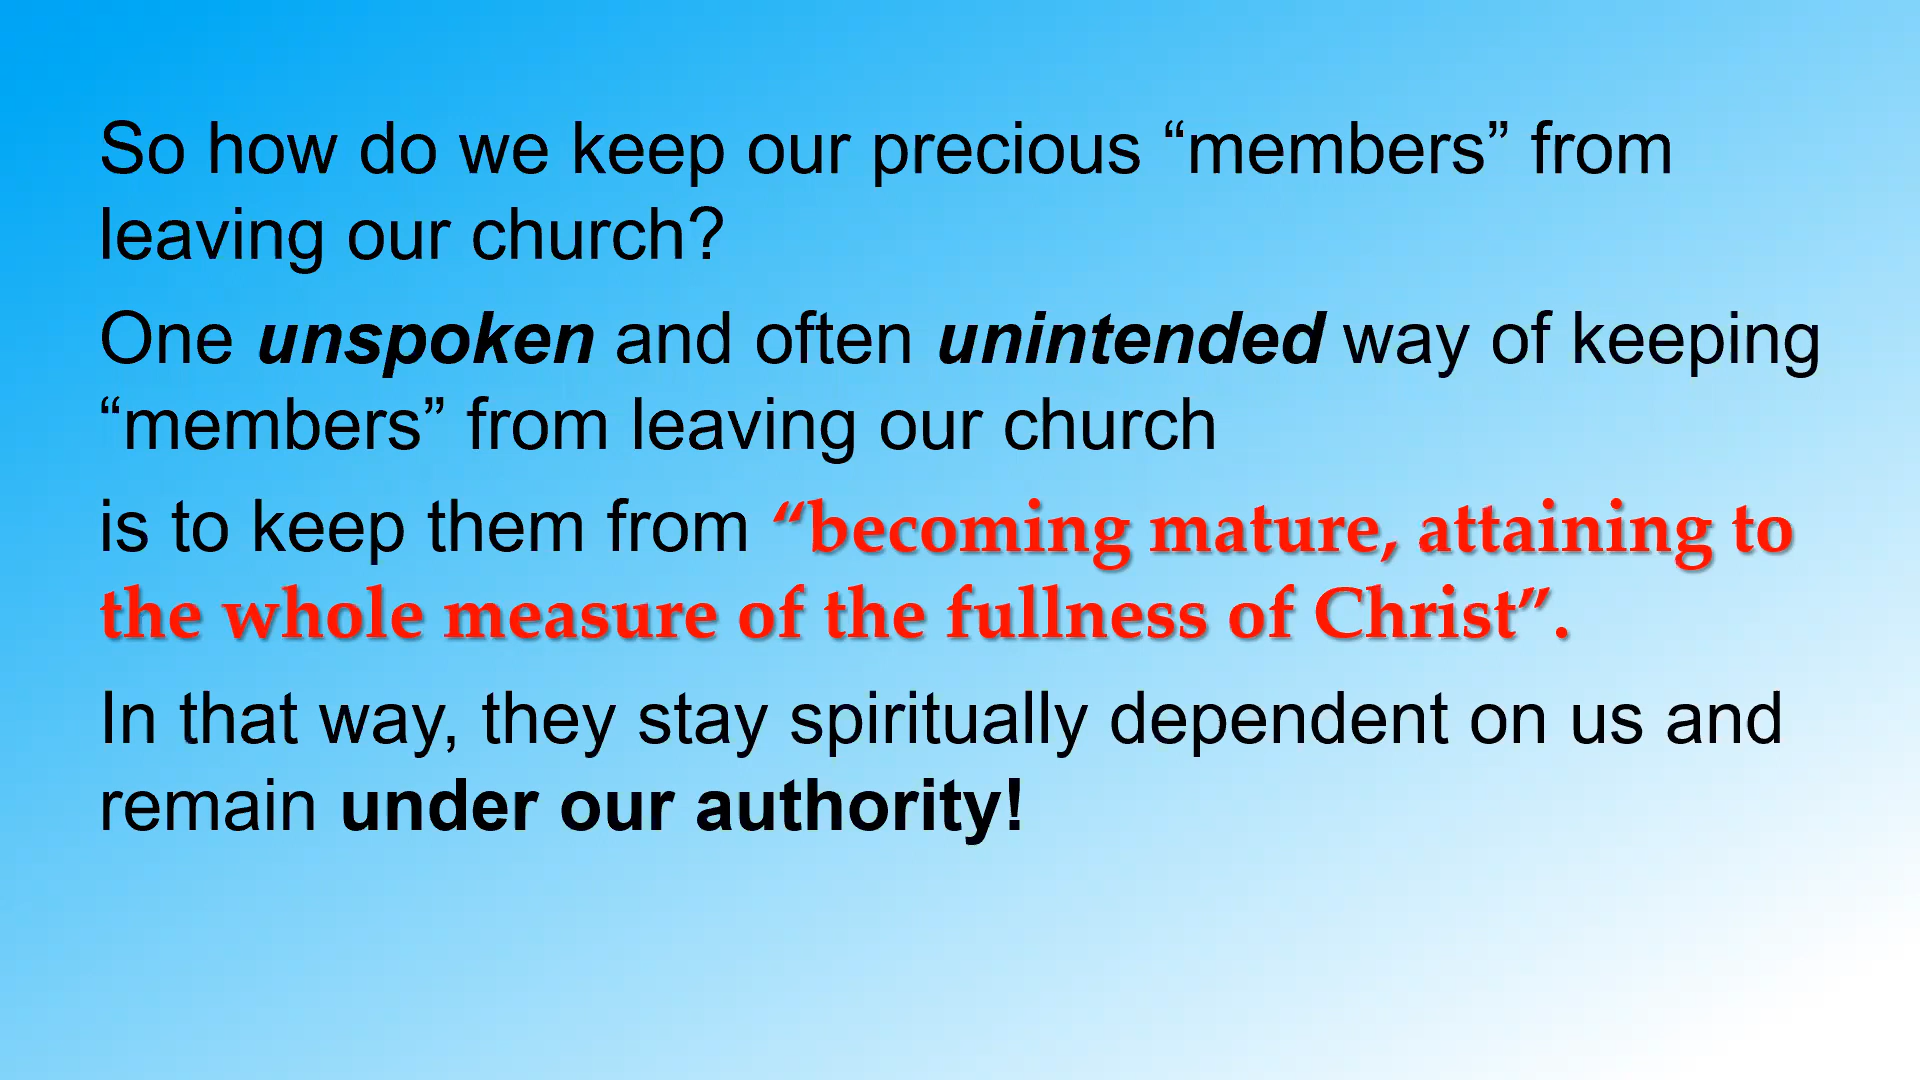 So how do we keep our precious “members” from
leaving our church?
One unspoken and often unintended way of keeping
“members” from leaving our church
is to keep them from “becoming mature, attaining to
the whole measure of the fullness of Christ”.
In that way, they stay spiritually dependent on us and
remain under our authority!